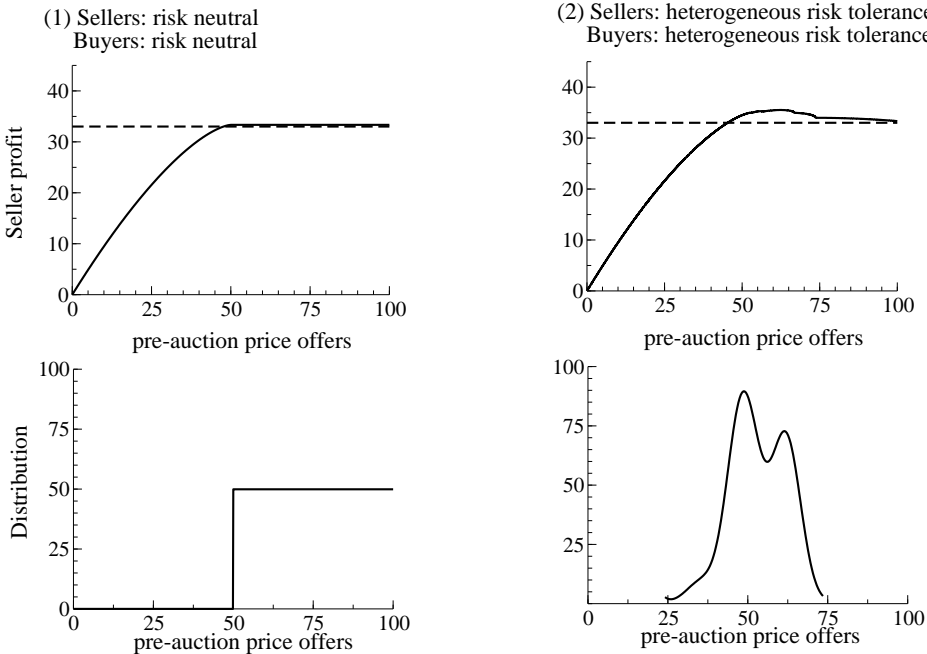 (1) Sellers: risk neutral
Buyers: risk neutral
(2) Sellers: heterogeneous risk tolerance
Buyers: heterogeneous risk tolerance
Seller profit
40
30
20
10
0
0 25 50 75 100
pre-auction price offers
40
30
20
10
0
0 25 50 75 100
pre-auction price offers
Distribution
100
75
50
25
0
0 25 50 75 100
pre-auction price offers
100
75
50
25
0 25 50 75 100
pre-auction price offers